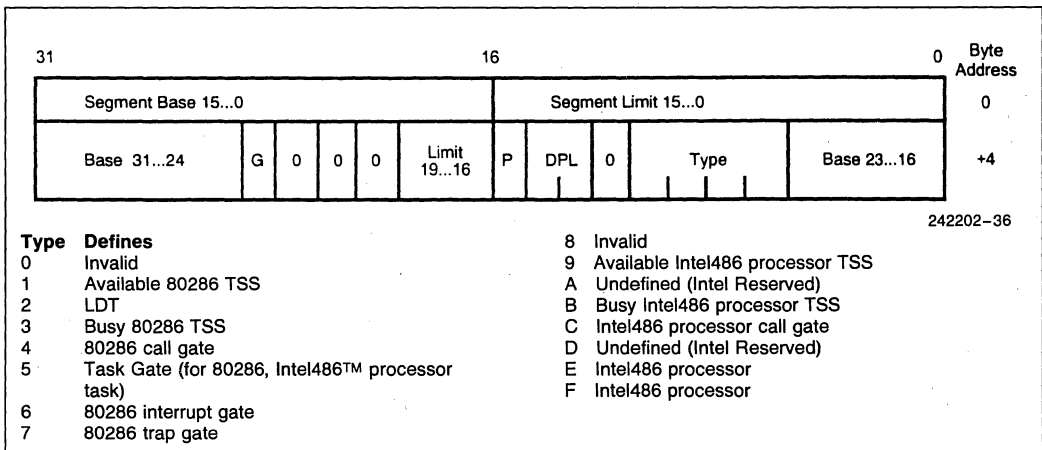 31 16 0 Byte Address
Segment Base 15...0 Segment Limit 15...0 0
Base 31...24 G 0 0 0 Limit 19...16 P DPL 0 Type Base 23...16 +4
242202–36
Type Defines
0 Invalid
1 Available 80286 TSS
2 LDT
3 Busy 80286 TSS
4 80286 call gate
5 Task Gate (for 80286, Intel486™ processor
task)
6 80286 interrupt gate
7 80286 trap gate
8 Invalid
9 Available Intel486 processor TSS
A Undefined (Intel Reserved)
B Busy Intel486 processor TSS
C Intel486 processor call gate
D Undefined (Intel Reserved)
E Intel486 processor
F Intel486 processor